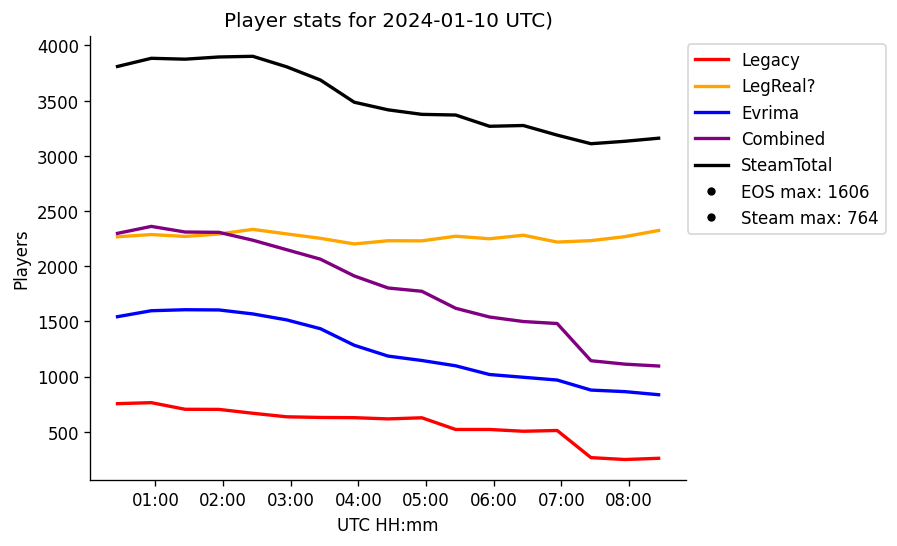 Player stats for 2024-01-10 UTC)
Players
4000
3500
3000
2500
2000
1500
1000
500
01:00
02:00
03:00
04:00
05:00
06:00
07:00
08:00
UTC HH:mm
Legacy
LegReal?
Evrima
Combined
SteamTotal
EOS max: 1606
Steam max: 764